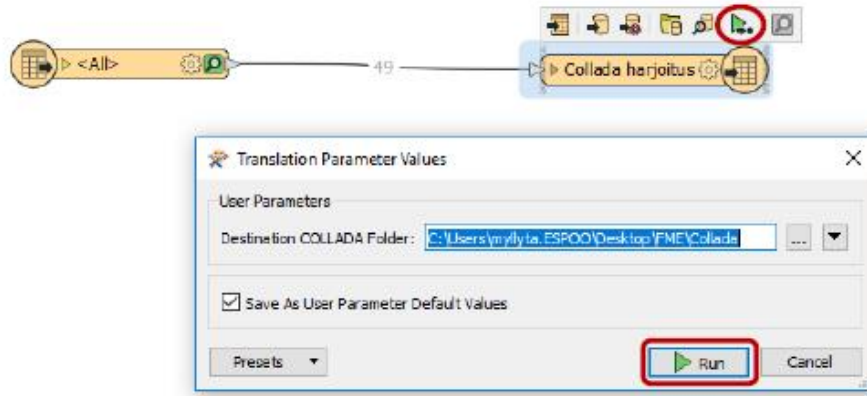 <All>
49
Collada harjoitus
Translation Parameter Values
User Parameters
Destination COLLADA Folder: C:\Users\myllyta.ESPOO\Desktop\FME\Collada ...
Save As User Parameter Default Values
Presets Run Cancel